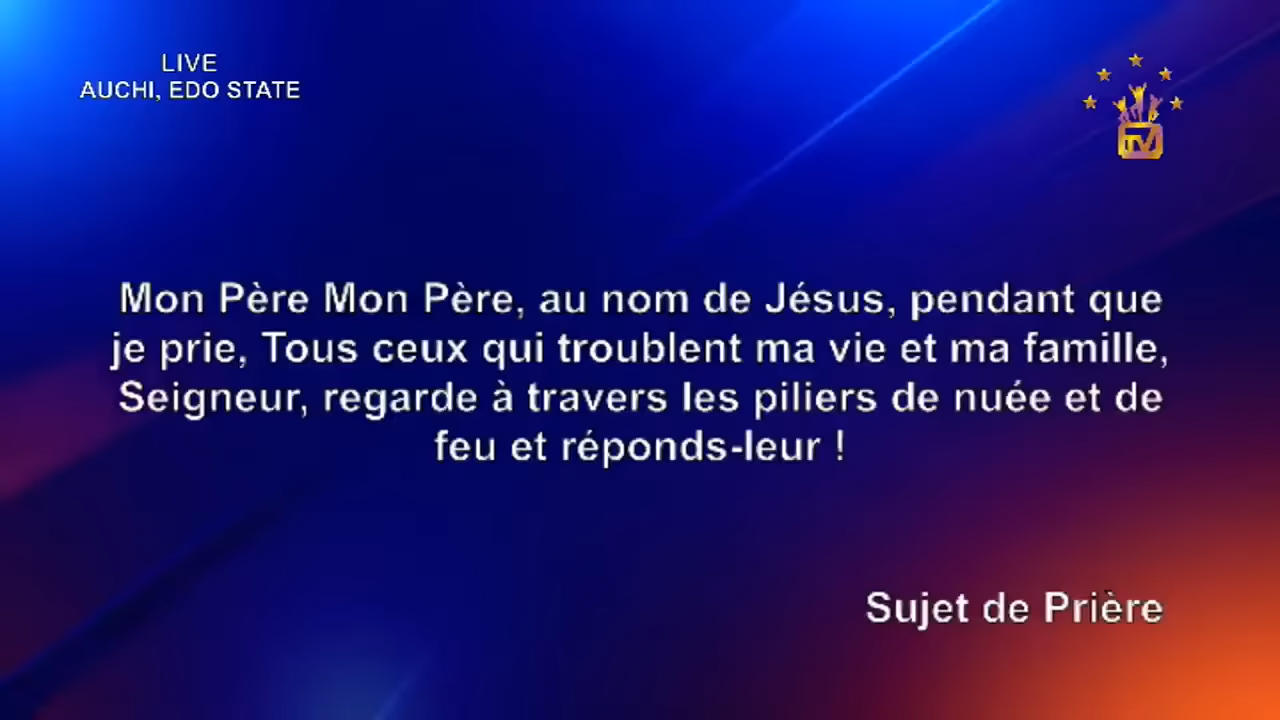 LIVE
AUCHI, EDO STATE
TV
Mon Père Mon Père, au nom de Jésus, pendant que
je prie, Tous ceux qui troublent ma vie et ma famille,
Seigneur, regarde à travers les piliers de nuée et de
feu et réponds-leur !
Sujet de Prière